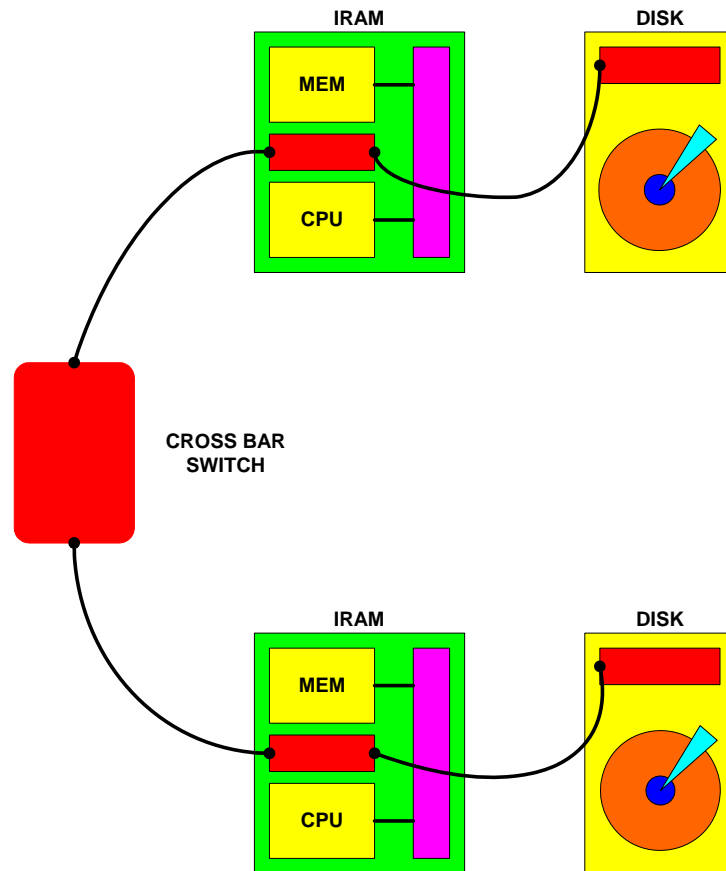 IRAM
DISK
MEM
CPU
CROSS BAR
SWITCH
IRAM
DISK
MEM
CPU